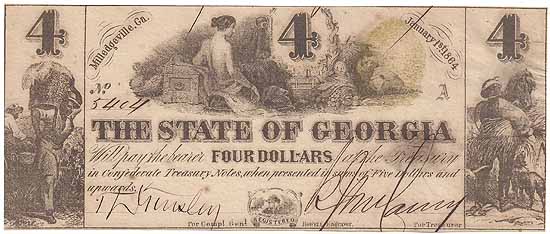 4 4 4
Milledgeville, Ga. January 1st 1864
No
5404 A
THE STATE OF GEORGIA
Will pay the bearer FOUR DOLLARS at the Treasury
in Confederate Treasury Notes, when presented in sums of Five Dollars and
upwards.
REGISTERED
For Compt. Genl. For Treasurer